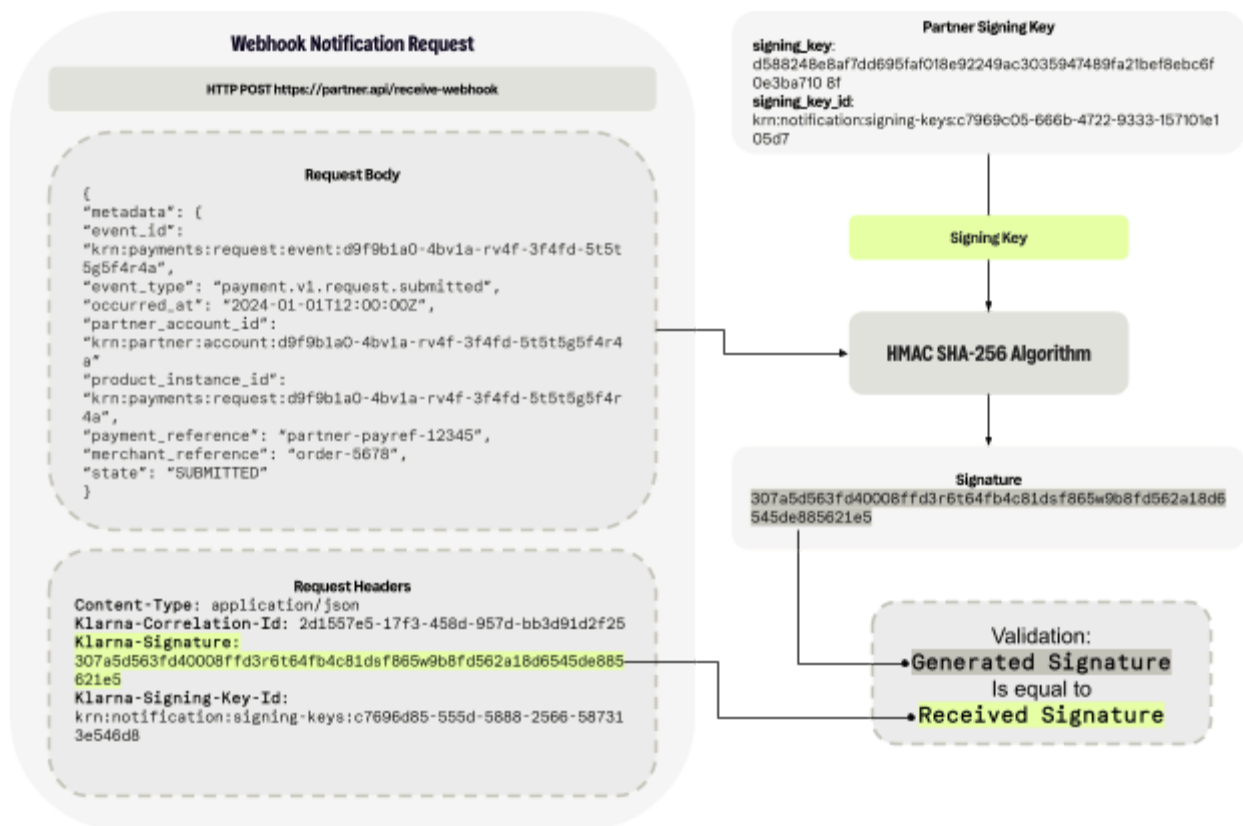 Webhook Notification Request
HTTP POST https://partner.api/receive-webhook
Request Body
{
"metadata": {
"event_id":
"krn:payments:request:event:d9f9b1a0-4bv1a-rv4f-3f4fd-5t5t
5g5f4r4a",
"event_type": "payment.v1.request.submitted",
"occurred_at": "2024-01-01T12:00:00Z",
"partner_account_id":
"krn:partner:account:d9f9b1a0-4bv1a-rv4f-3f4fd-5t5t5g5f4r4
a"
"product_instance_id":
"krn:payments:request:d9f9b1a0-4bv1a-rv4f-3f4fd-5t5t5g5f4r
4a",
"payment_reference": "partner-payref-12345",
"merchant_reference": "order-5678",
"state": "SUBMITTED"
}
Request Headers
Content-Type: application/json
Klarna-Correlation-Id: 2d1557e5-17f3-458d-957d-bb3d91d2f25
Klarna-Signature:
307a5d563fd40008ffd3r6t64fb4c81dsf865w9b8fd562a18d6545de885
621e5
Klarna-Signing-Key-Id:
krn:notification:signing-keys:c7696d85-555d-5888-2566-58731
3e546d8
Partner Signing Key
signing_key:
d588248e8af7dd695faf018e92249ac3035947489fa21bef8ebc6f
0e3ba710 8f
signing_key_id:
krn:notification:signing-keys:c7969c05-666b-4722-9333-157101e1
05d7
Signing Key
HMAC SHA-256 Algorithm
Signature
307a5d563fd40008ffd3r6t64fb4c81dsf865w9b8fd562a18d6
545de885621e5
Validation:
Generated Signature
Is equal to
Received Signature